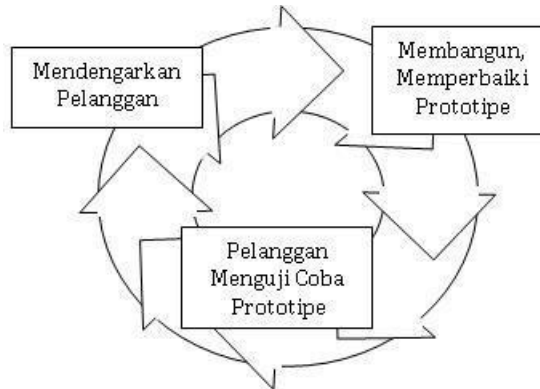 Mendengarkan
Pelanggan
Membangun,
Memperbaiki
Prototipe
Pelanggan
Menguji Coba
Prototipe